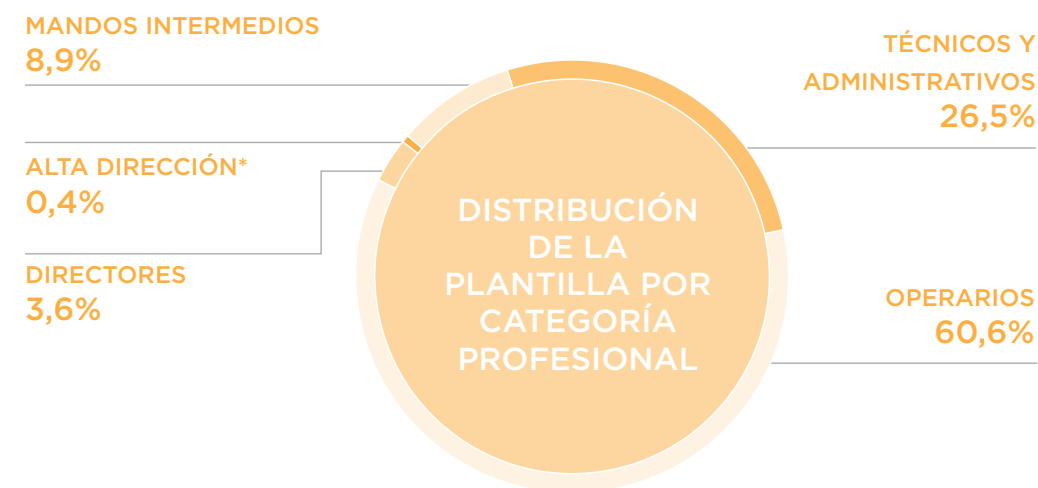 MANDOS INTERMEDIOS
8,9%
ALTA DIRECCIÓN*
0,4%
DIRECTORES
3,6%
DISTRIBUCIÓN
DE LA
PLANTILLA POR
CATEGORÍA
PROFESIONAL
TÉCNICOS Y
ADMINISTRATIVOS
26,5%
OPERARIOS
60,6%